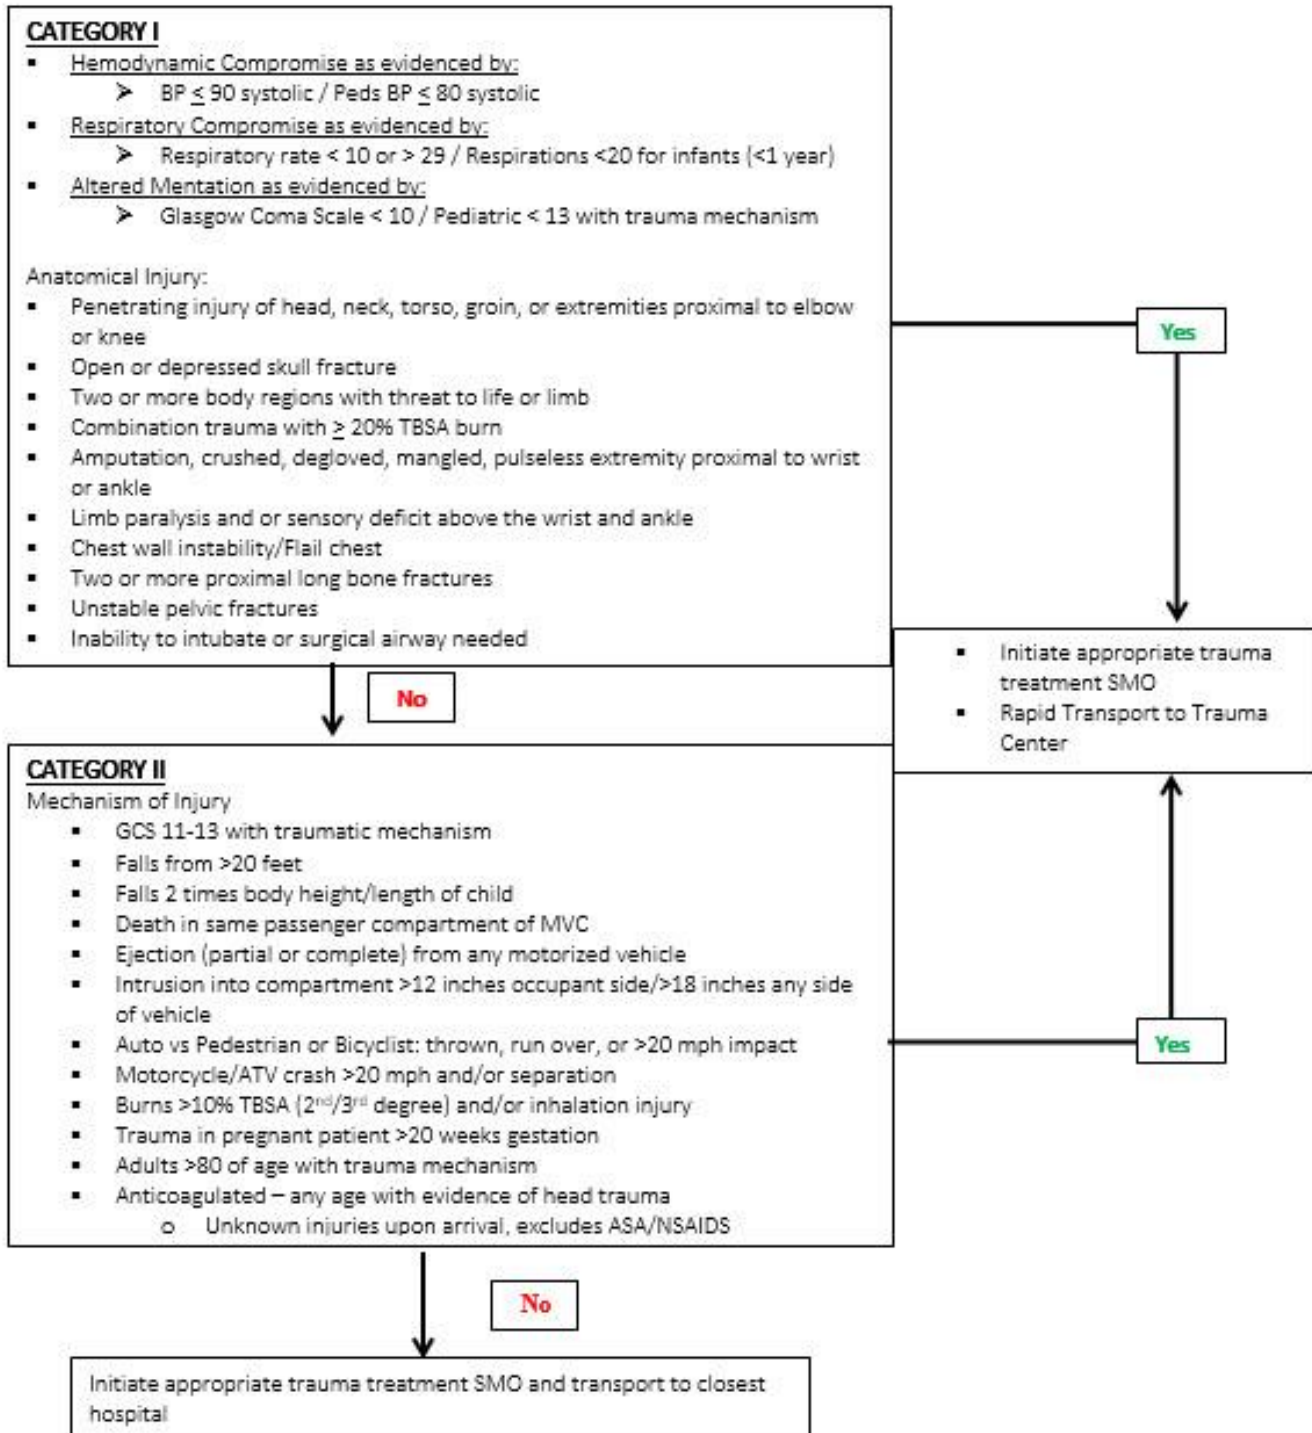 CATEGORY I
▪ Hemodynamic Compromise as evidenced by:
➢ BP ≤ 90 systolic / Peds BP ≤ 80 systolic
▪ Respiratory Compromise as evidenced by:
➢ Respiratory rate < 10 or > 29 / Respirations <20 for infants (<1 year)
▪ Altered Mentation as evidenced by:
➢ Glasgow Coma Scale < 10 / Pediatric < 13 with trauma mechanism
Anatomical Injury:
▪ Penetrating injury of head, neck, torso, groin, or extremities proximal to elbow
or knee
▪ Open or depressed skull fracture
▪ Two or more body regions with threat to life or limb
▪ Combination trauma with ≥ 20% TBSA burn
▪ Amputation, crushed, degloved, mangled, pulseless extremity proximal to wrist
or ankle
▪ Limb paralysis and or sensory deficit above the wrist and ankle
▪ Chest wall instability/Flail chest
▪ Two or more proximal long bone fractures
▪ Unstable pelvic fractures
▪ Inability to intubate or surgical airway needed
Yes
▪ Initiate appropriate trauma
treatment SMO
▪ Rapid Transport to Trauma
Center
No
CATEGORY II
Mechanism of Injury
▪ GCS 11-13 with traumatic mechanism
▪ Falls from >20 feet
▪ Falls 2 times body height/length of child
▪ Death in same passenger compartment of MVC
▪ Ejection (partial or complete) from any motorized vehicle
▪ Intrusion into compartment >12 inches occupant side/>18 inches any side
of vehicle
▪ Auto vs Pedestrian or Bicyclist: thrown, run over, or >20 mph impact
▪ Motorcycle/ATV crash >20 mph and/or separation
▪ Burns >10% TBSA (2nd/3rd degree) and/or inhalation injury
▪ Trauma in pregnant patient >20 weeks gestation
▪ Adults >80 of age with trauma mechanism
▪ Anticoagulated – any age with evidence of head trauma
o Unknown injuries upon arrival, excludes ASA/NSAIDS
Yes
No
Initiate appropriate trauma treatment SMO and transport to closest
hospital